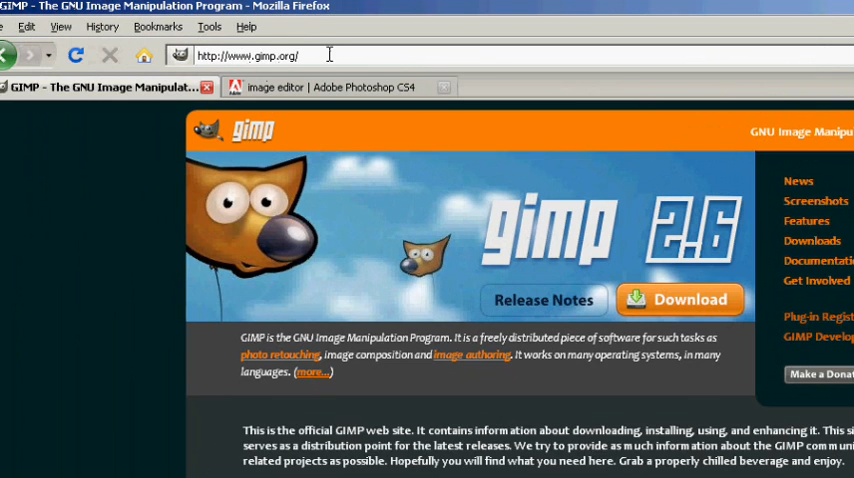 GIMP - The GNU Image Manipulation Program - Mozilla Firefox
Edit View History Bookmarks Tools Help
http://www.gimp.org/
GIMP - The GNU Image Manipulat... image editor | Adobe Photoshop CS4
gimp
GNU Image Manipu
gimp 2.6
News
Screenshots
Features
Downloads
Documentati
Get Involved
Release Notes Download
Plug-in Regist
GIMP Develop
GIMP is the GNU Image Manipulation Program. It is a freely distributed piece of software for such tasks as
photo retouching, image composition and image authoring. It works on many operating systems, in many
languages. (more...)
Make a Donat
This is the official GIMP web site. It contains information about downloading, installing, using, and enhancing it. This si
serves as a distribution point for the latest releases. We try to provide as much information about the GIMP communi
related projects as possible. Hopefully you will find what you need here. Grab a properly chilled beverage and enjoy.